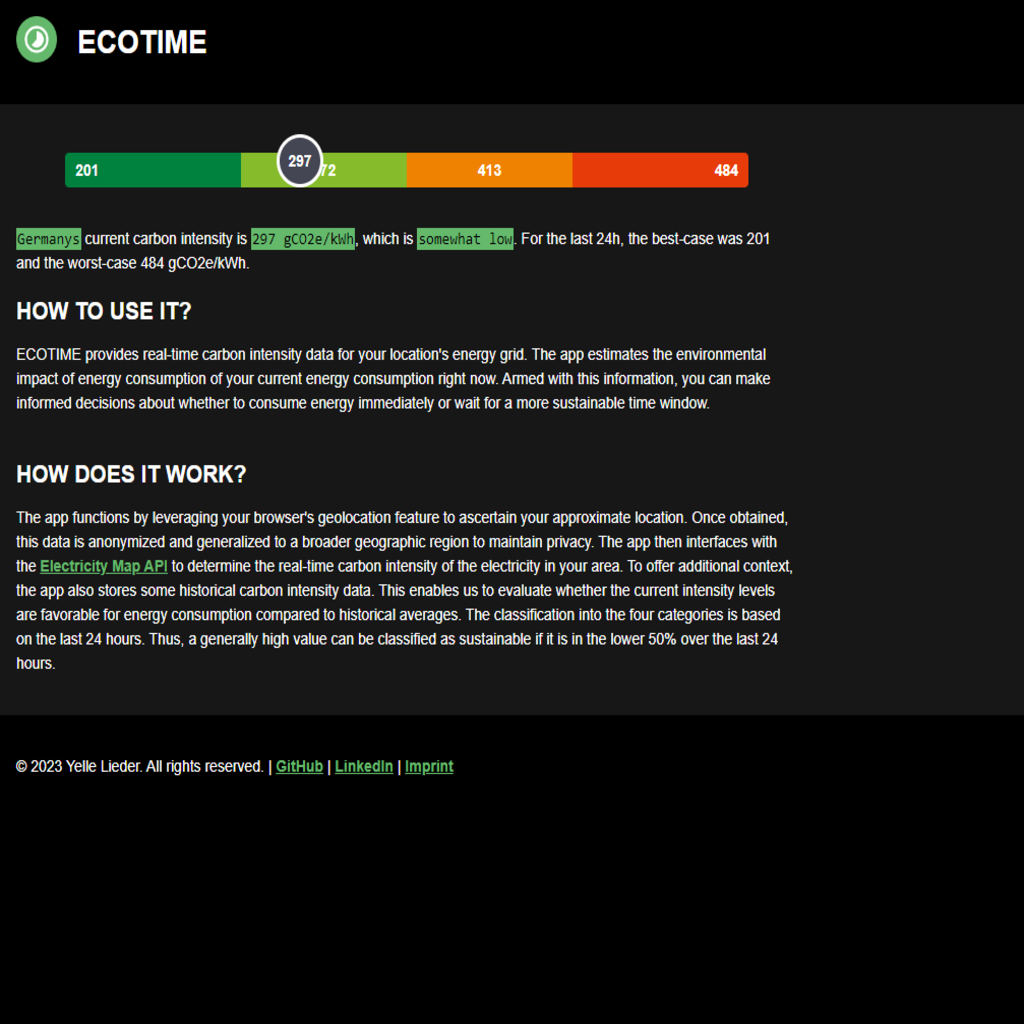 ECOTIME
201 297 72 413 484
Germanys current carbon intensity is 297 gCO2e/kWh, which is somewhat low. For the last 24h, the best-case was 201
and the worst-case 484 gCO2e/kWh.
HOW TO USE IT?
ECOTIME provides real-time carbon intensity data for your location's energy grid. The app estimates the environmental
impact of energy consumption of your current energy consumption right now. Armed with this information, you can make
informed decisions about whether to consume energy immediately or wait for a more sustainable time window.
HOW DOES IT WORK?
The app functions by leveraging your browser's geolocation feature to ascertain your approximate location. Once obtained,
this data is anonymized and generalized to a broader geographic region to maintain privacy. The app then interfaces with
the Electricity Map API to determine the real-time carbon intensity of the electricity in your area. To offer additional context,
the app also stores some historical carbon intensity data. This enables us to evaluate whether the current intensity levels
are favorable for energy consumption compared to historical averages. The classification into the four categories is based
on the last 24 hours. Thus, a generally high value can be classified as sustainable if it is in the lower 50% over the last 24
hours.
© 2023 Yelle Lieder. All rights reserved. | GitHub | LinkedIn | Imprint